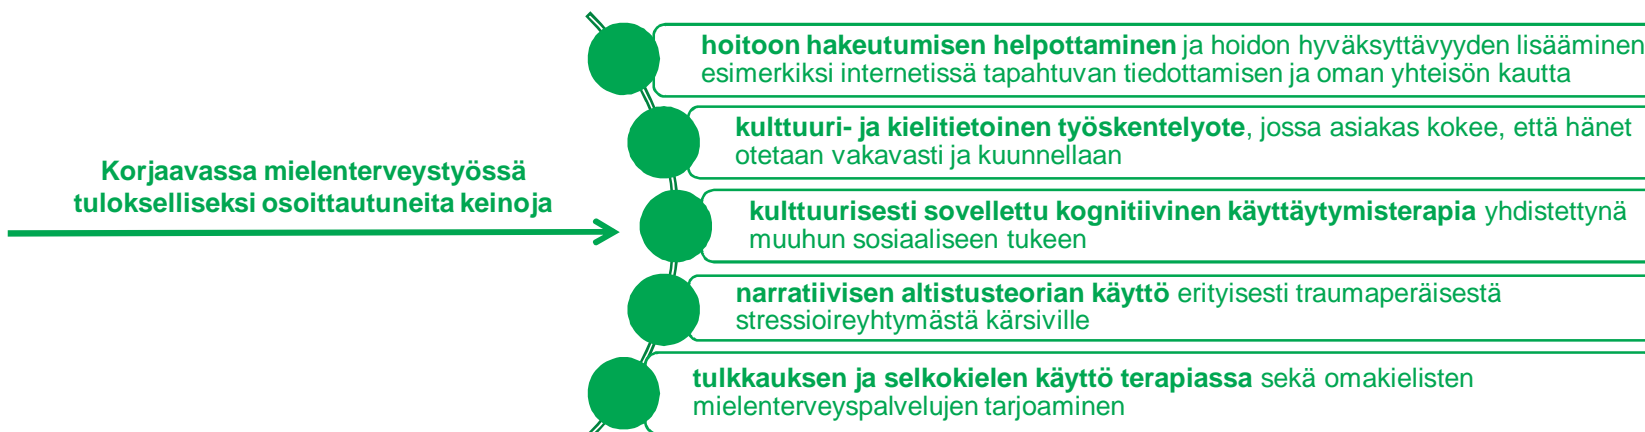 Korjaavassa mielenterveystyössä
tulokselliseksi osoittautuneita keinoja
hoitoon hakeutumisen helpottaminen ja hoidon hyväksyttävyyden lisääminen
esimerkiksi internetissä tapahtuvan tiedottamisen ja oman yhteisön kautta
kulttuuri- ja kielitietoinen työskentelyote, jossa asiakas kokee, että hänet
otetaan vakavasti ja kuunnellaan
kulttuurisesti sovellettu kognitiivinen käyttäytymisterapia yhdistettynä
muuhun sosiaaliseen tukeen
narratiivisen altistusteorian käyttö erityisesti traumaperäisestä
stressioireyhtymästä kärsiville
tulkkauksen ja selkokielen käyttö terapiassa sekä omakielisten
mielenterveyspalvelujen tarjoaminen